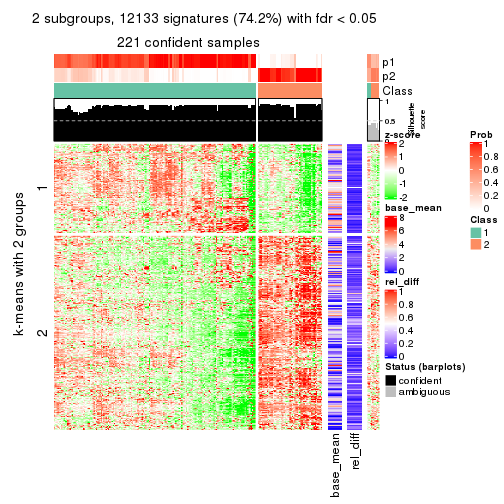 2 subgroups, 12133 signatures (74.2%) with fdr < 0.05
221 confident samples
p1
p2
Class
1
0.5
0
Silhouette
score
k-means with 2 groups
1
2
base_mean
rel_diff
z-score
2
1
0
-1
-2
base_mean
8
6
4
2
0
rel_diff
1
0.8
0.6
0.4
0.2
0
Status (barplots)
confident
ambiguous
Prob
1
0.8
0.6
0.4
0.2
0
Class
1
2